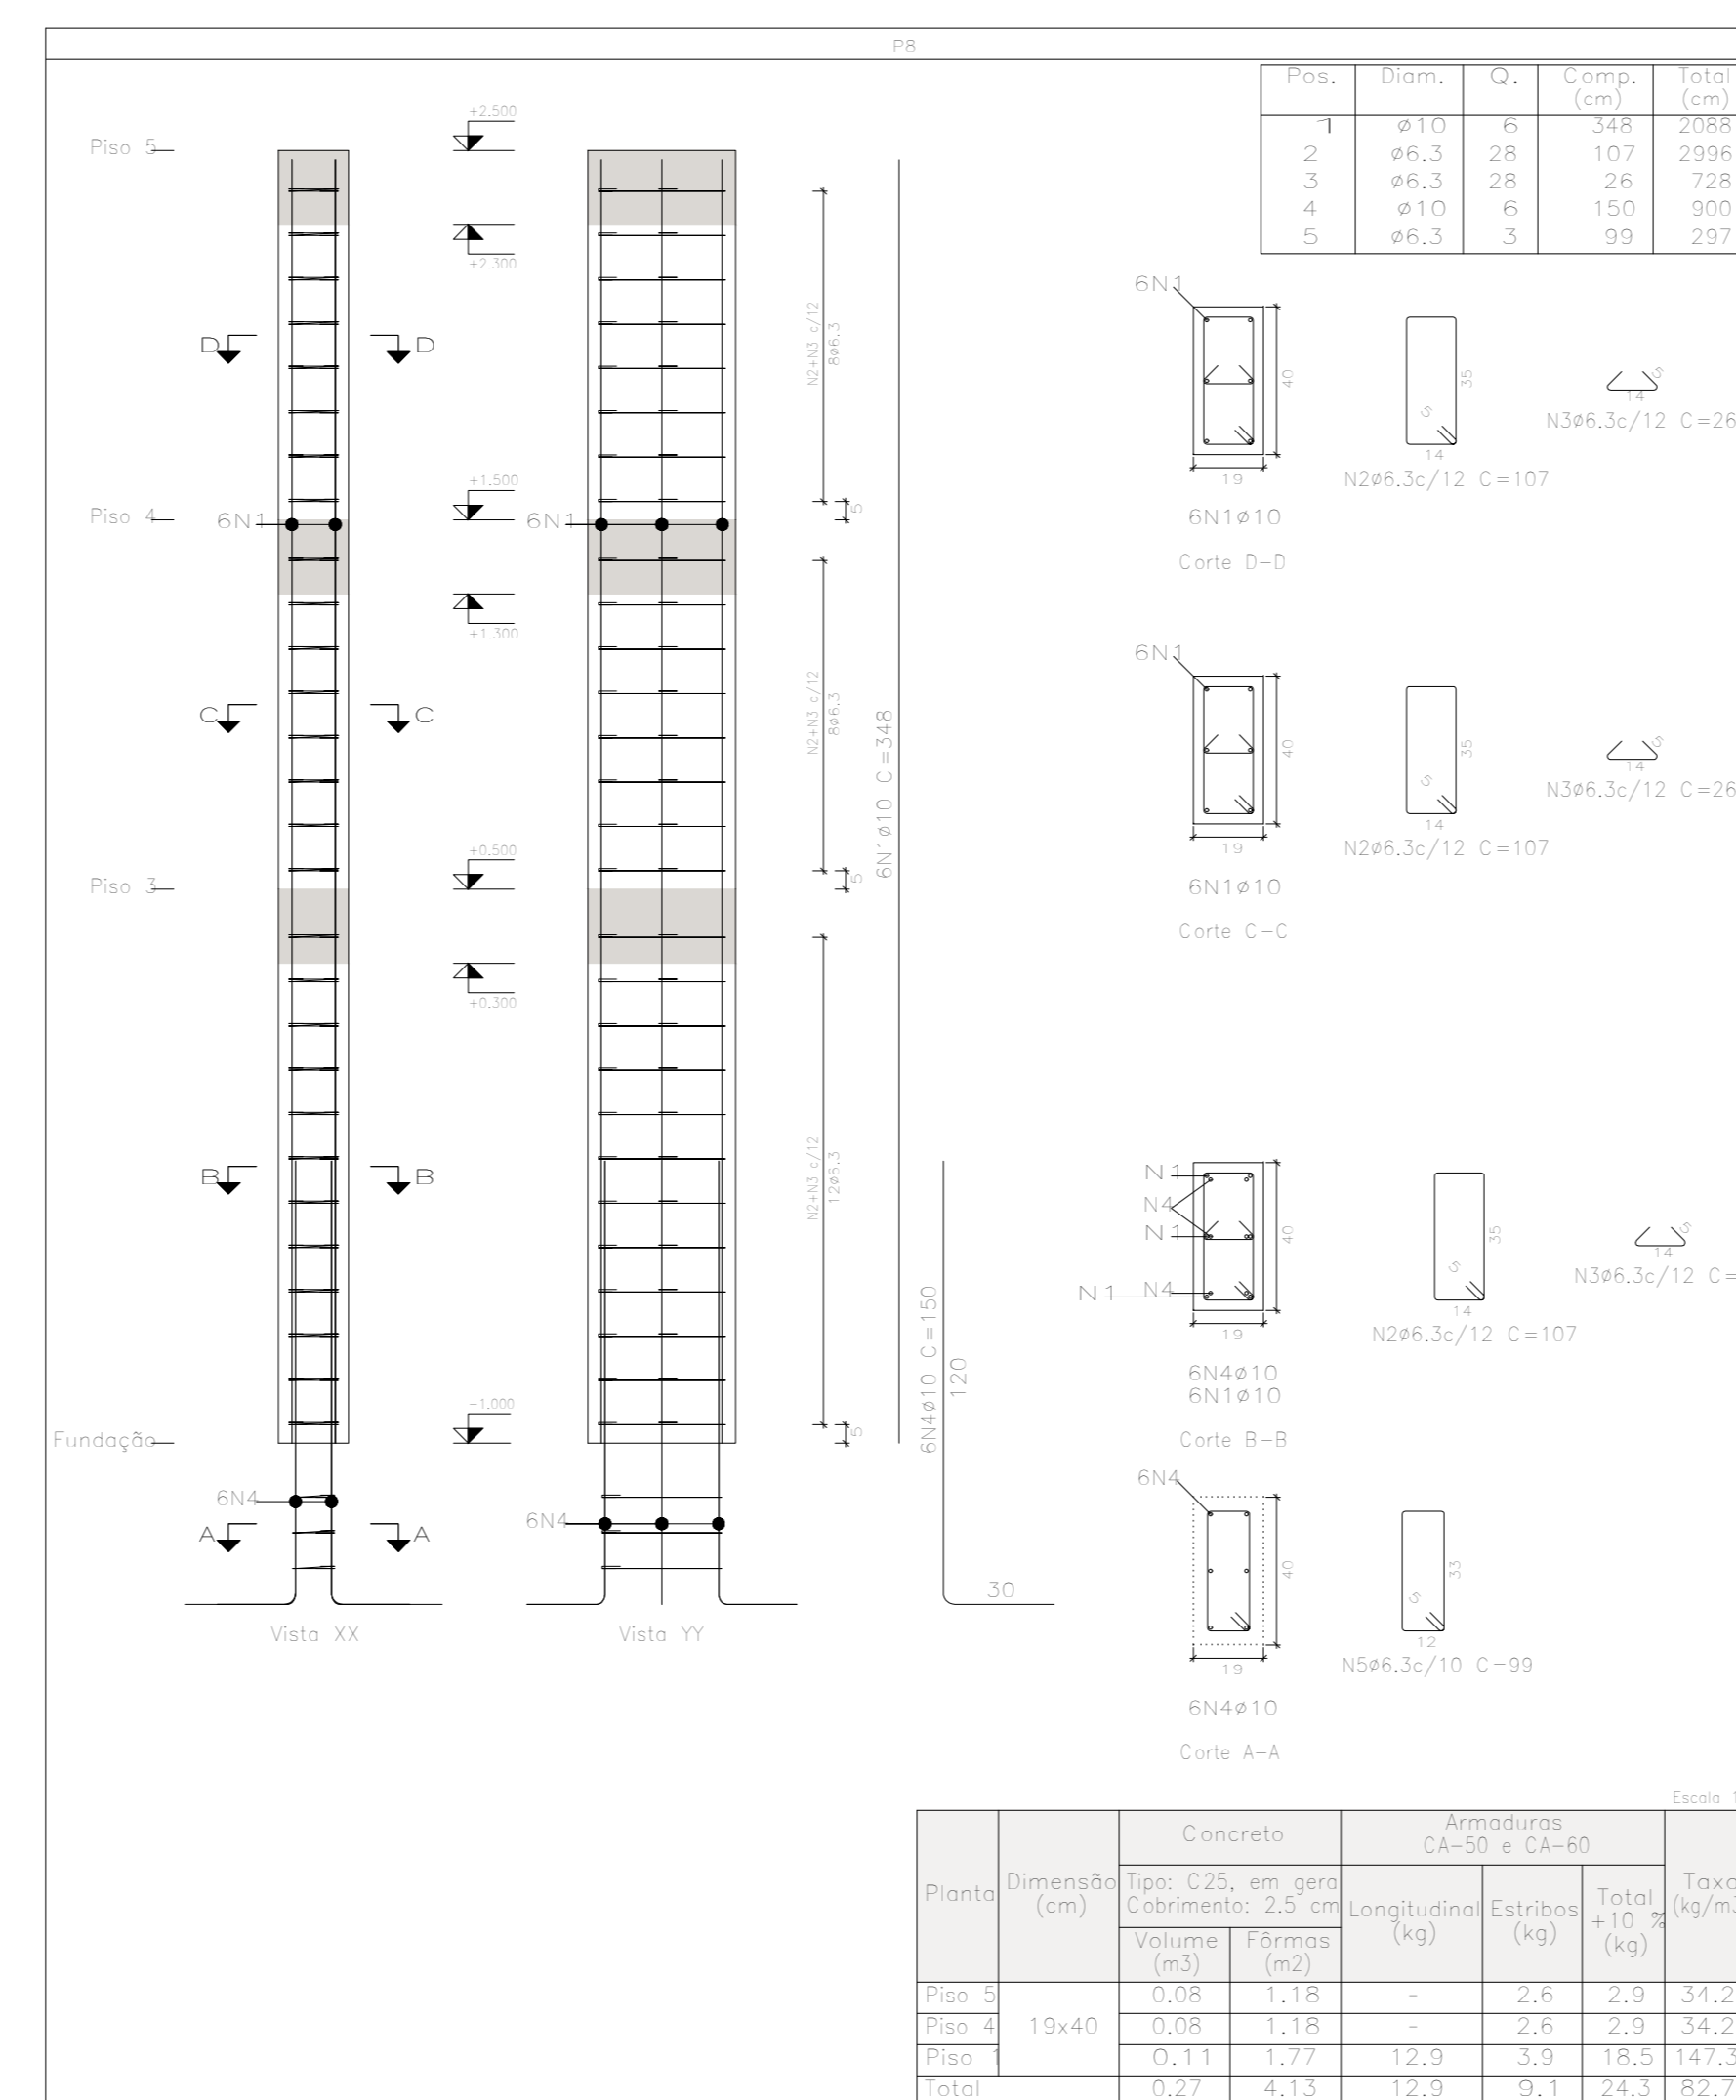 P8
Pos. Diam. Q. Comp. (cm) Total (cm)
1 ø10 6 348 2088
2 ø6.3 28 107 2996
3 ø6.3 28 26 728
4 ø10 6 150 900
5 ø6.3 3 99 297
Piso 5
+2.500
+2.300
D D
N2+N3 c/12
8ø6.3
6N1
40
19
6N1ø10
Corte D-D
35
5
14
N2ø6.3c/12 C=107
5
14
N3ø6.3c/12 C=26
Piso 4
6N1
+1.500
6N1
5
+1.300
C C
N2+N3 c/12
8ø6.3
6N1ø10 C=348
6N1
40
19
6N1ø10
Corte C-C
35
5
14
N2ø6.3c/12 C=107
5
14
N3ø6.3c/12 C=26
Piso 3
+0.500
5
+0.300
B B
N2+N3 c/12
12ø6.3
6N4ø10 C=150
120
30
N1
N4
N1
N1 N4
40
19
6N4ø10
6N1ø10
Corte B-B
35
5
14
N2ø6.3c/12 C=107
5
14
N3ø6.3c/12 C=
Fundação
-1.000
5
6N4
6N4
A A
Vista XX
Vista YY
6N4
40
19
6N4ø10
Corte A-A
33
5
12
N5ø6.3c/10 C=99
Escala 1
Planta
Dimensão
(cm)
Concreto
Tipo: C25, em gera
Cobrimento: 2.5 cm
Volume
(m3)
Fôrmas
(m2)
Armaduras
CA-50 e CA-60
Longitudinal
(kg)
Estribos
(kg)
Total
+10 %
(kg)
Taxa
(kg/m3
Piso 5 0.08 1.18 - 2.6 2.9 34.2
Piso 4 19x40 0.08 1.18 - 2.6 2.9 34.2
Piso 1 0.11 1.77 12.9 3.9 18.5 147.3
Total 0.27 4.13 12.9 9.1 24.3 82.7